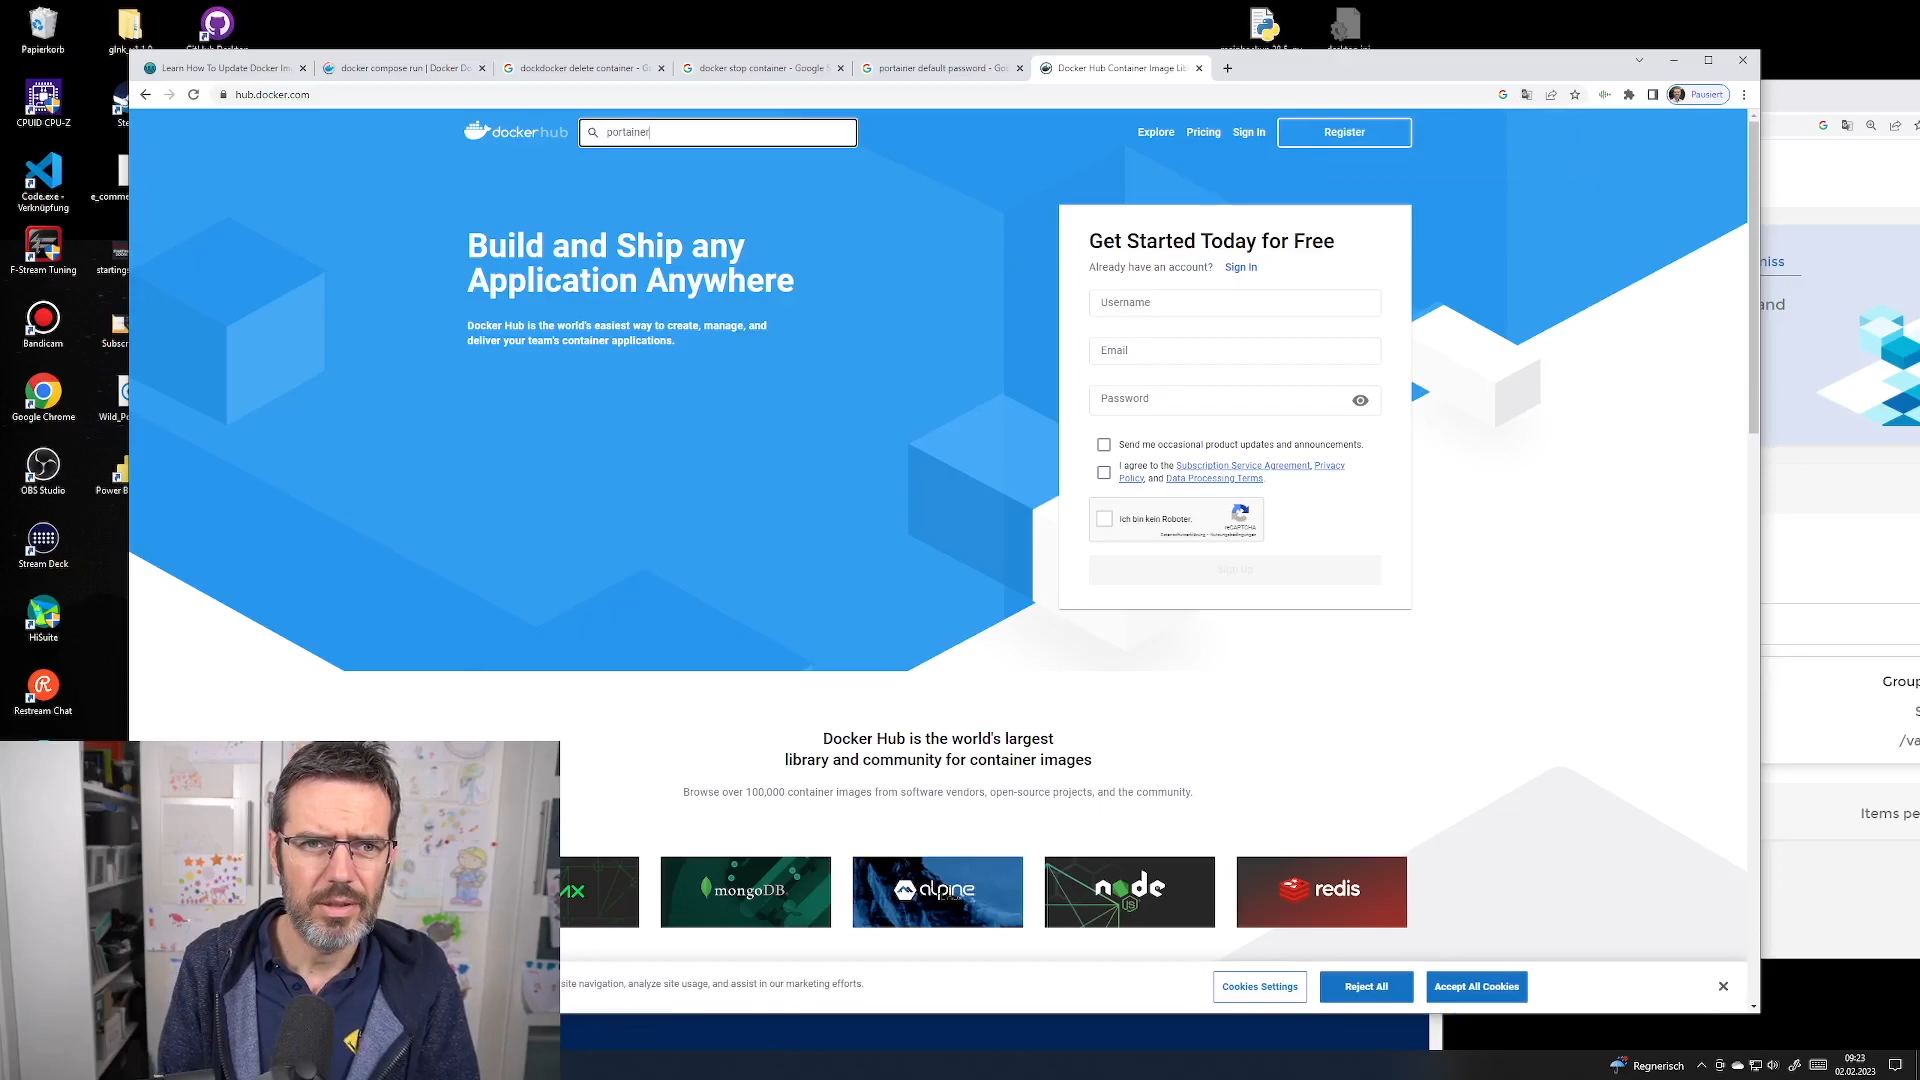 Papierkorb
CPUID CPU-Z
Code.exe -
Verknüpfung
F-Stream Tuning
Bandicam
Google Chrome
OBS Studio
Stream Deck
HiSuite
Restream Chat
Learn How To Update Docker Im
docker compose run | Docker Do
dockdocker delete container - G
docker stop container - Google S
portainer default password - Goo
Docker Hub Container Image Lib
hub.docker.com
Pausiert
docker hub
portainer
Explore
Pricing
Sign In
Register
Build and Ship any
Application Anywhere
Docker Hub is the world's easiest way to create, manage, and
deliver your team's container applications.
Get Started Today for Free
Already have an account? Sign In
Username
Email
Password
Send me occasional product updates and announcements.
I agree to the Subscription Service Agreement, Privacy
Policy, and Data Processing Terms.
Ich bin kein Roboter.
reCAPTCHA
Datenschutzerklärung - Nutzungsbedingungen
Sign Up
Docker Hub is the world's largest
library and community for container images
Browse over 100,000 container images from software vendors, open-source projects, and the community.
mongoDB
alpine
node
JS
redis
site navigation, analyze site usage, and assist in our marketing efforts.
Cookies Settings
Reject All
Accept All Cookies
miss
and
Group
/va
Items pe
Regnerisch
09:23
02.02.2023